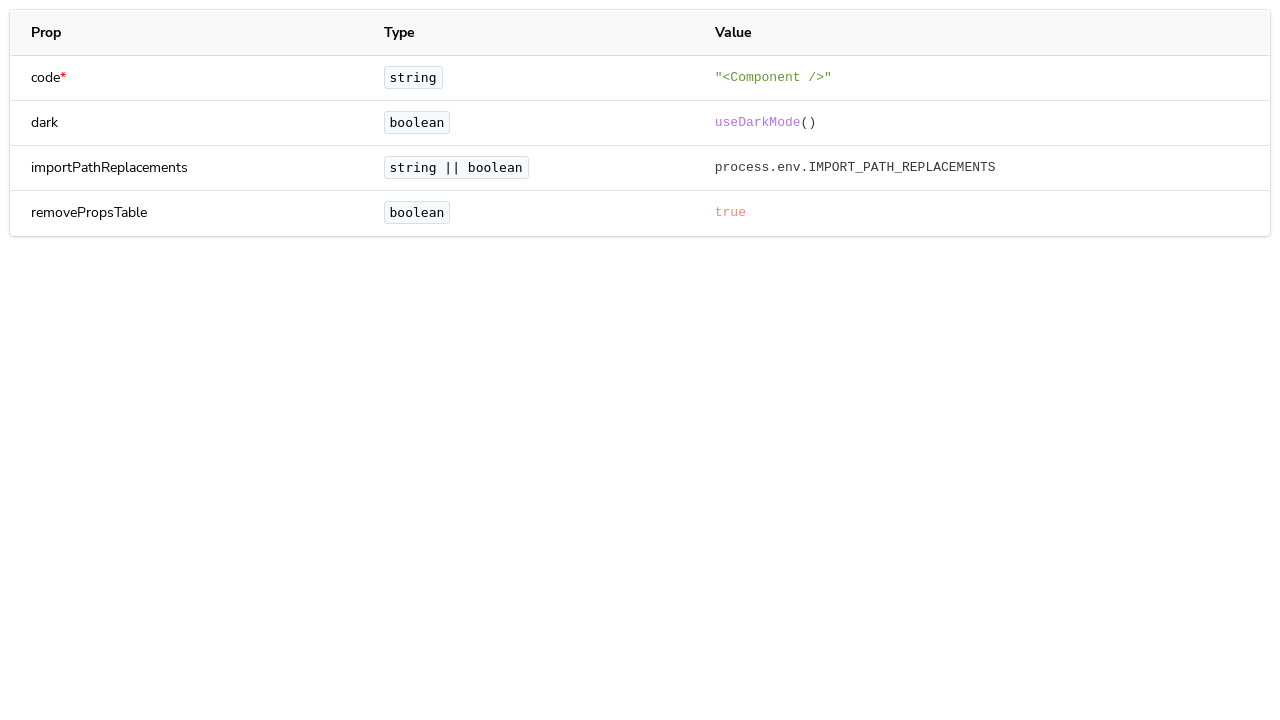 Prop Type Value
code* string "<Component />"
dark boolean useDarkMode()
importPathReplacements string || boolean process.env.IMPORT_PATH_REPLACEMENTS
removePropsTable boolean true